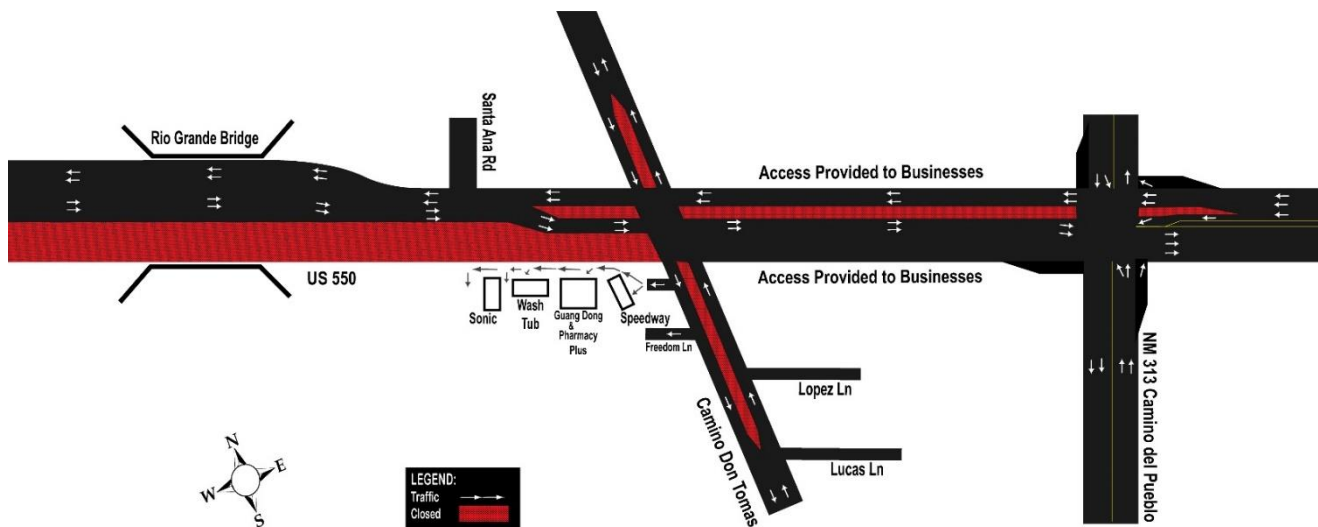 Rio Grande Bridge
Santa Ana Rd
Access Provided to Businesses
US 550
Access Provided to Businesses
Sonic
Wash
Tub
Guang Dong
&
Pharmacy
Plus
Speedway
Freedom Ln
Lopez Ln
Lucas Ln
Camino Don Tomas
NM 313 Camino del Pueblo
N
E
W
S
LEGEND:
Traffic
Closed